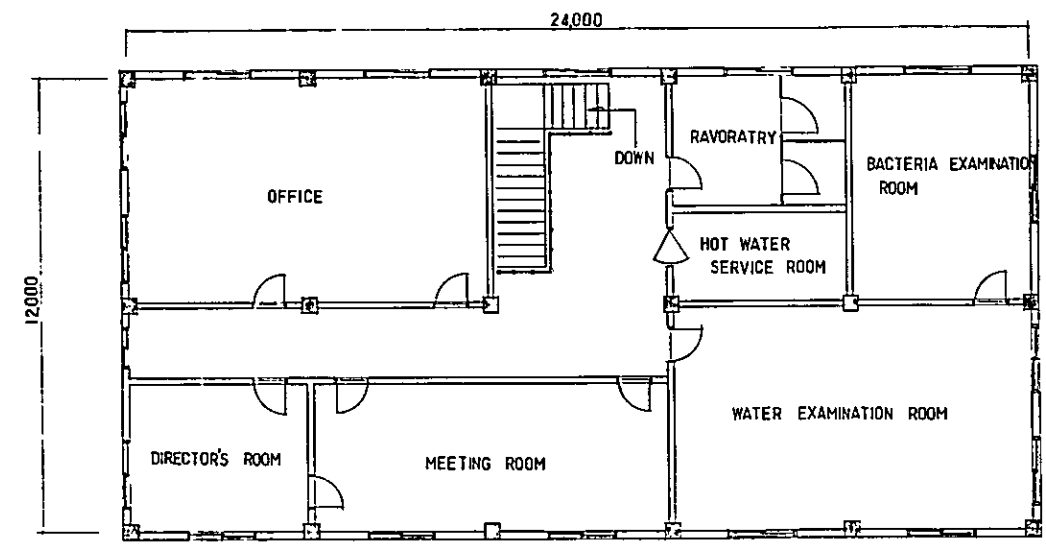 24,000
12,000
OFFICE
DOWN
RAVORATRY
BACTERIA EXAMINATIO
ROOM
HOT WATER
SERVICE ROOM
DIRECTOR'S ROOM
MEETING ROOM
WATER EXAMINATION ROOM